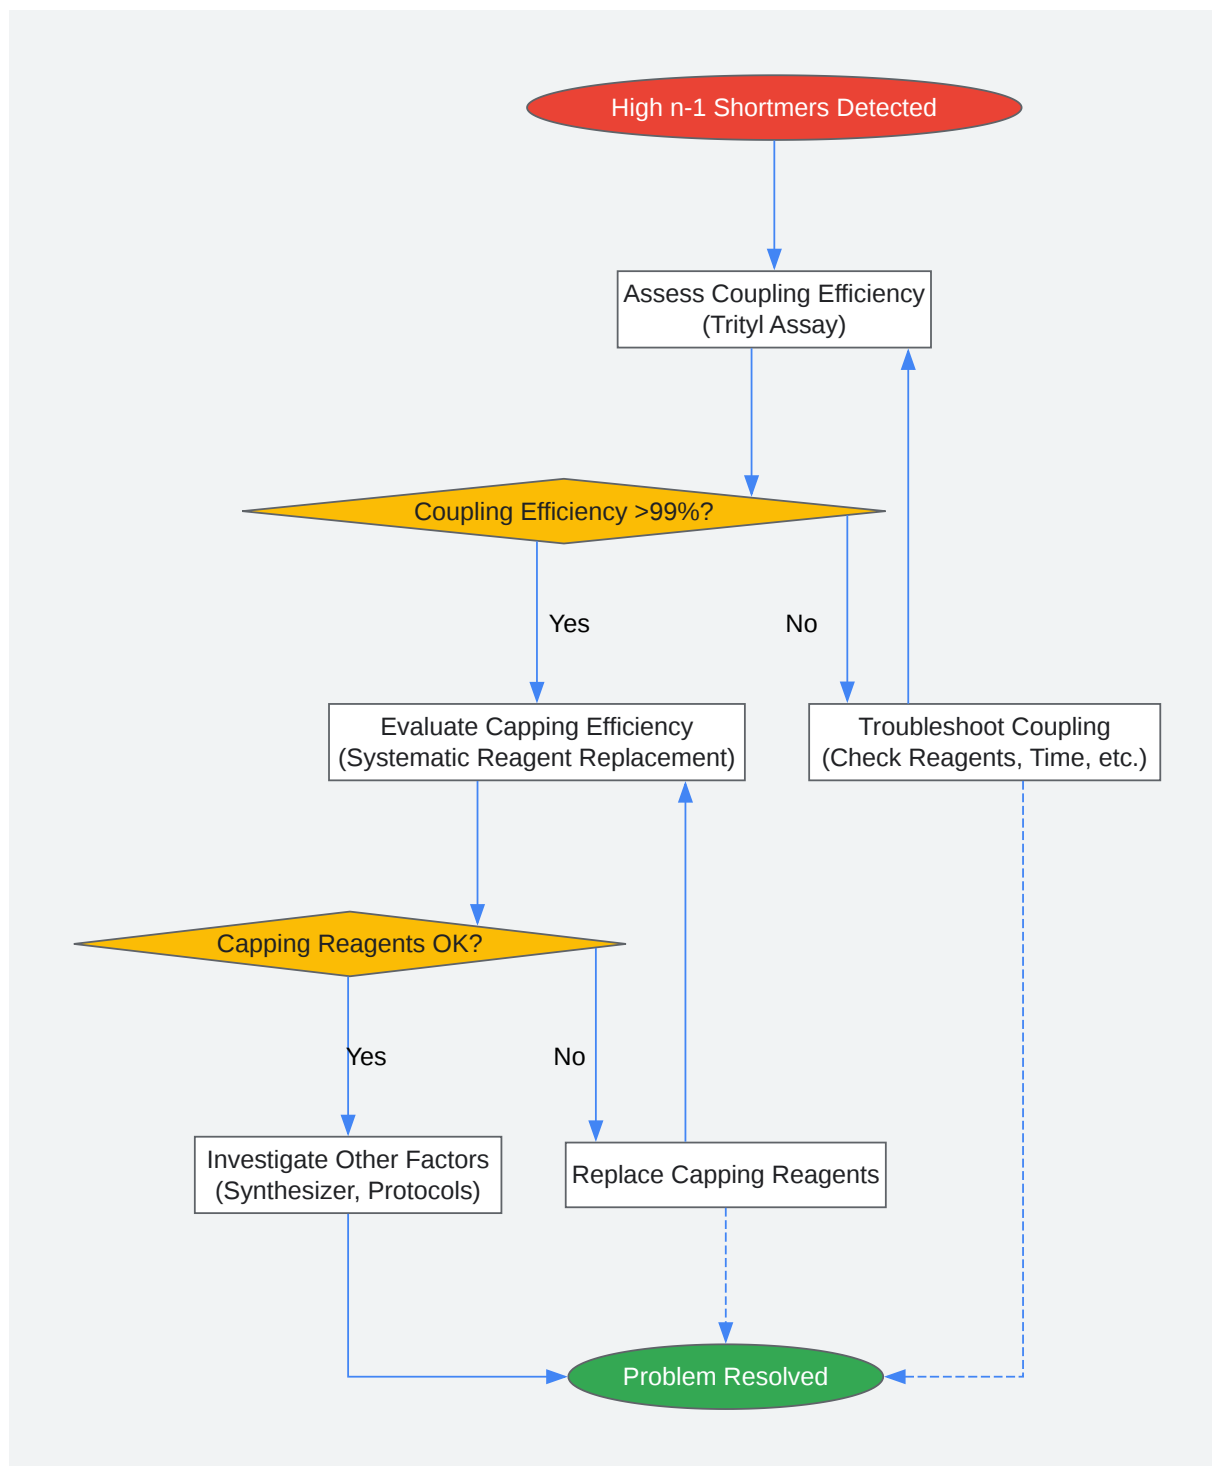 High n-1 Shortmers Detected
Assess Coupling Efficiency
(Trityl Assay)
Coupling Efficiency >99%?
Yes
No
Evaluate Capping Efficiency
(Systematic Reagent Replacement)
Troubleshoot Coupling
(Check Reagents, Time, etc.)
Capping Reagents OK?
Yes
No
Investigate Other Factors
(Synthesizer, Protocols)
Replace Capping Reagents
Problem Resolved